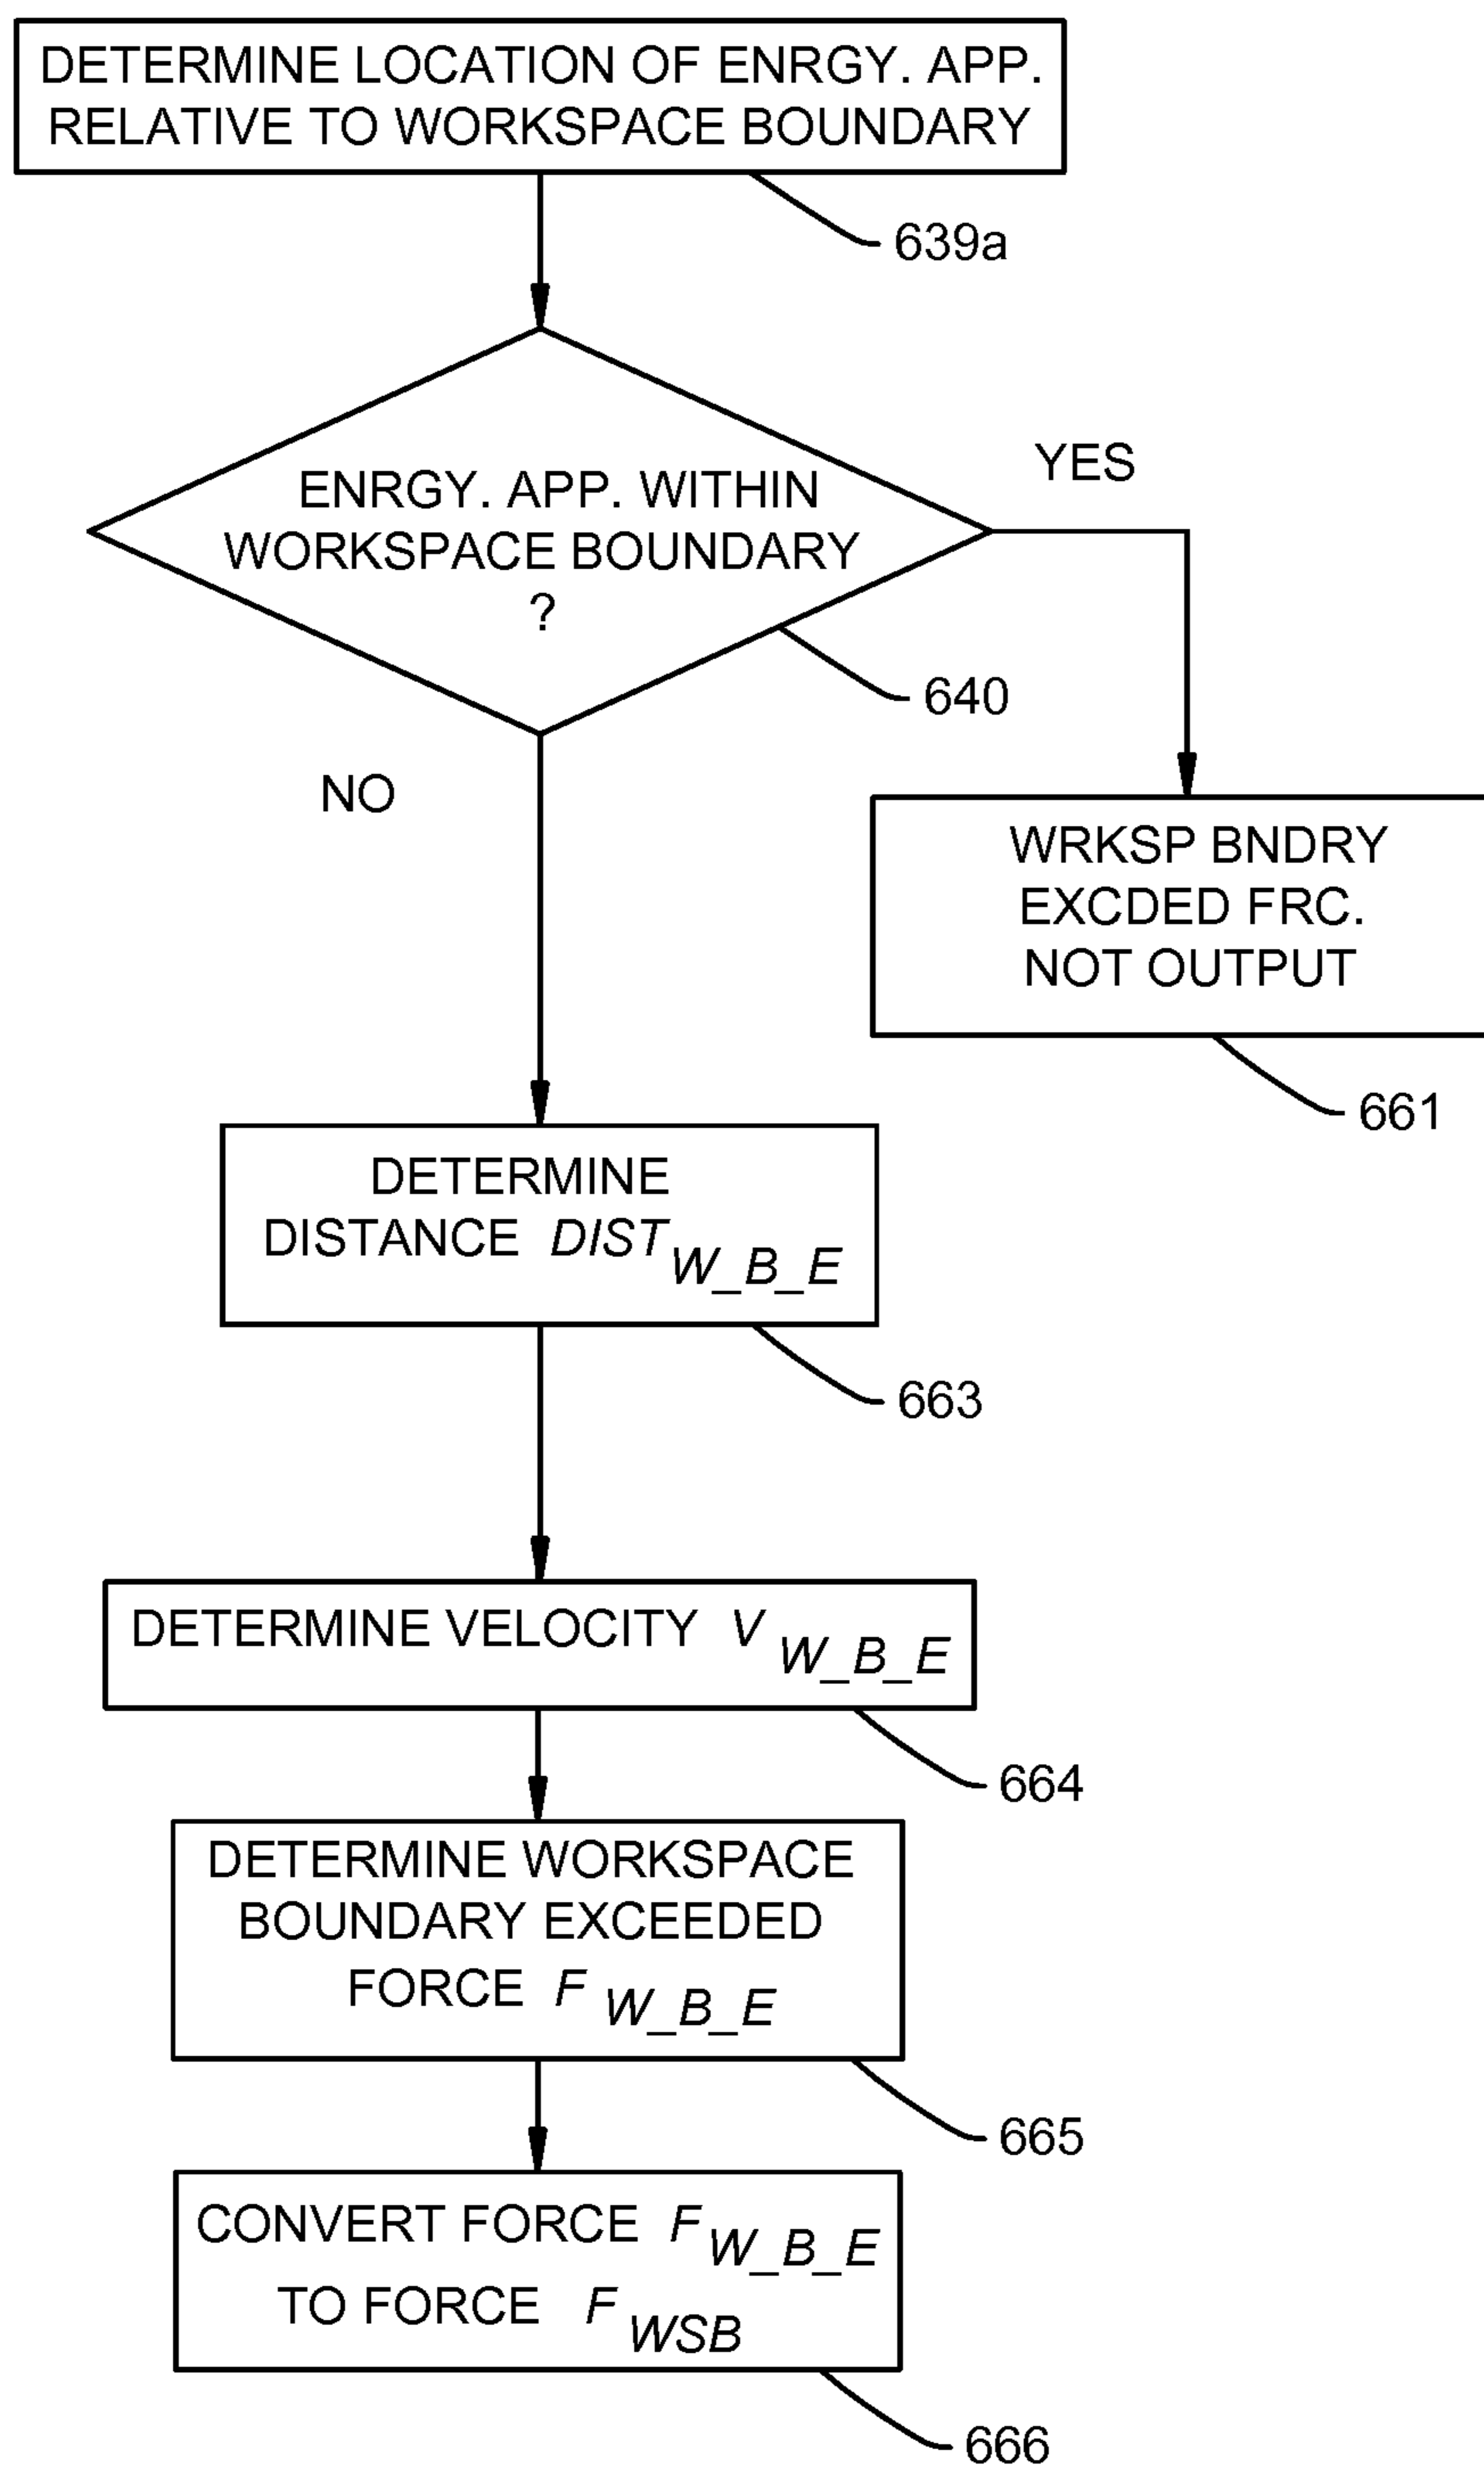 DETERMINE LOCATION OF ENRGY. APP.
RELATIVE TO WORKSPACE BOUNDARY
639a
ENRGY. APP. WITHIN
WORKSPACE BOUNDARY
?
YES
640
NO
WRKSP BNDRY
EXCDED FRC.
NOT OUTPUT
661
DETERMINE
DISTANCE DIST W_B_E
663
DETERMINE VELOCITY V W_B_E
664
DETERMINE WORKSPACE
BOUNDARY EXCEEDED
FORCE F W_B_E
665
CONVERT FORCE F W_B_E
TO FORCE F WSB
666